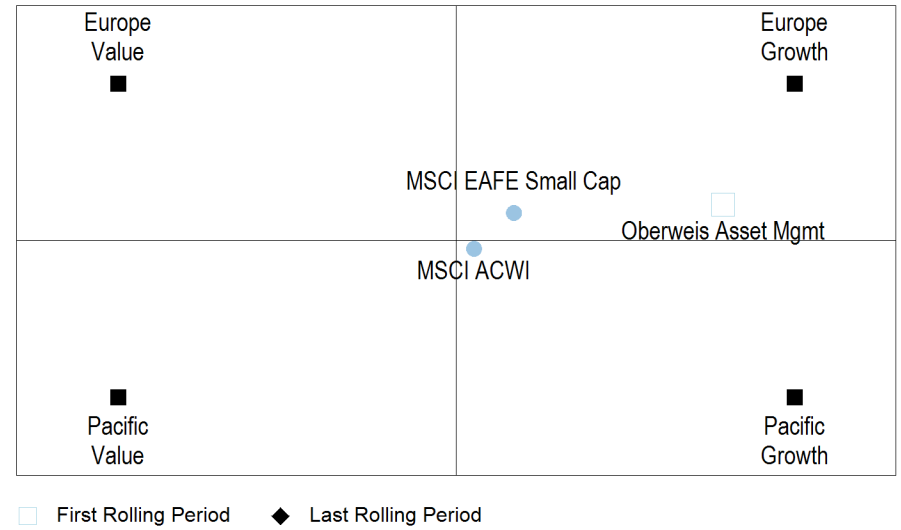 Europe
Value
Europe
Growth
MSCI EAFE Small Cap
Oberweis Asset Mgmt
MSCI ACWI
Pacific
Value
Pacific
Growth
First Rolling Period
Last Rolling Period